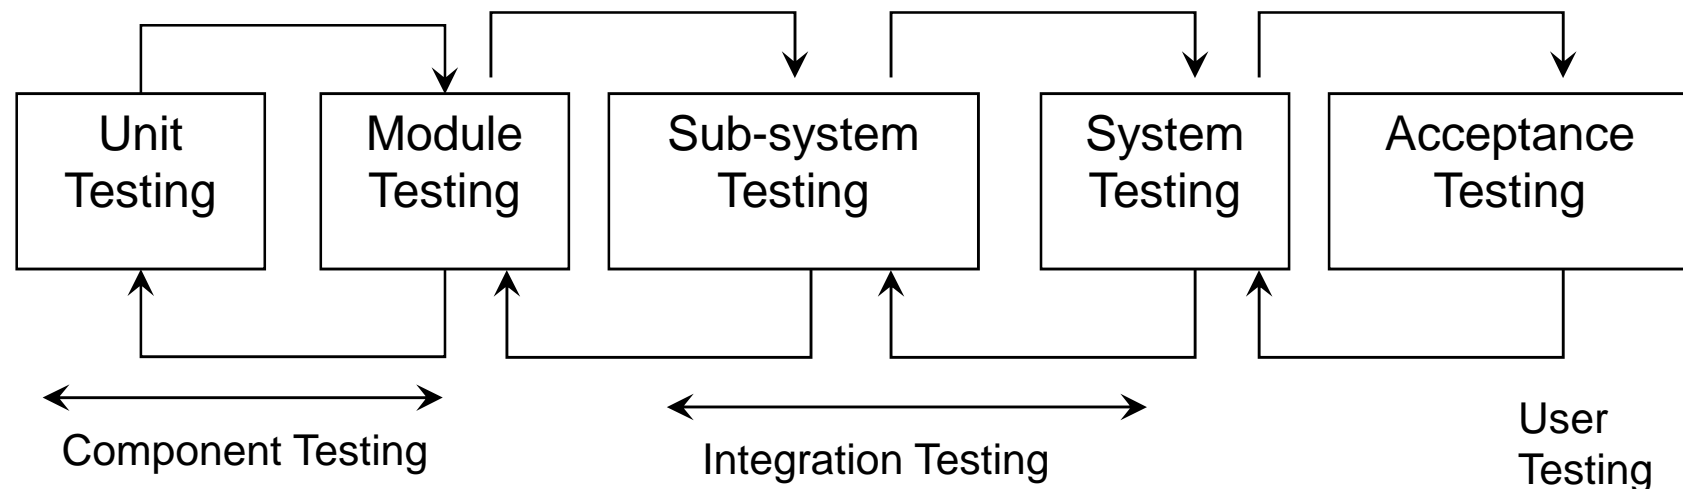 Unit
Testing
Module
Testing
Sub-system
Testing
System
Testing
Acceptance
Testing
Component Testing
Integration Testing
User
Testing